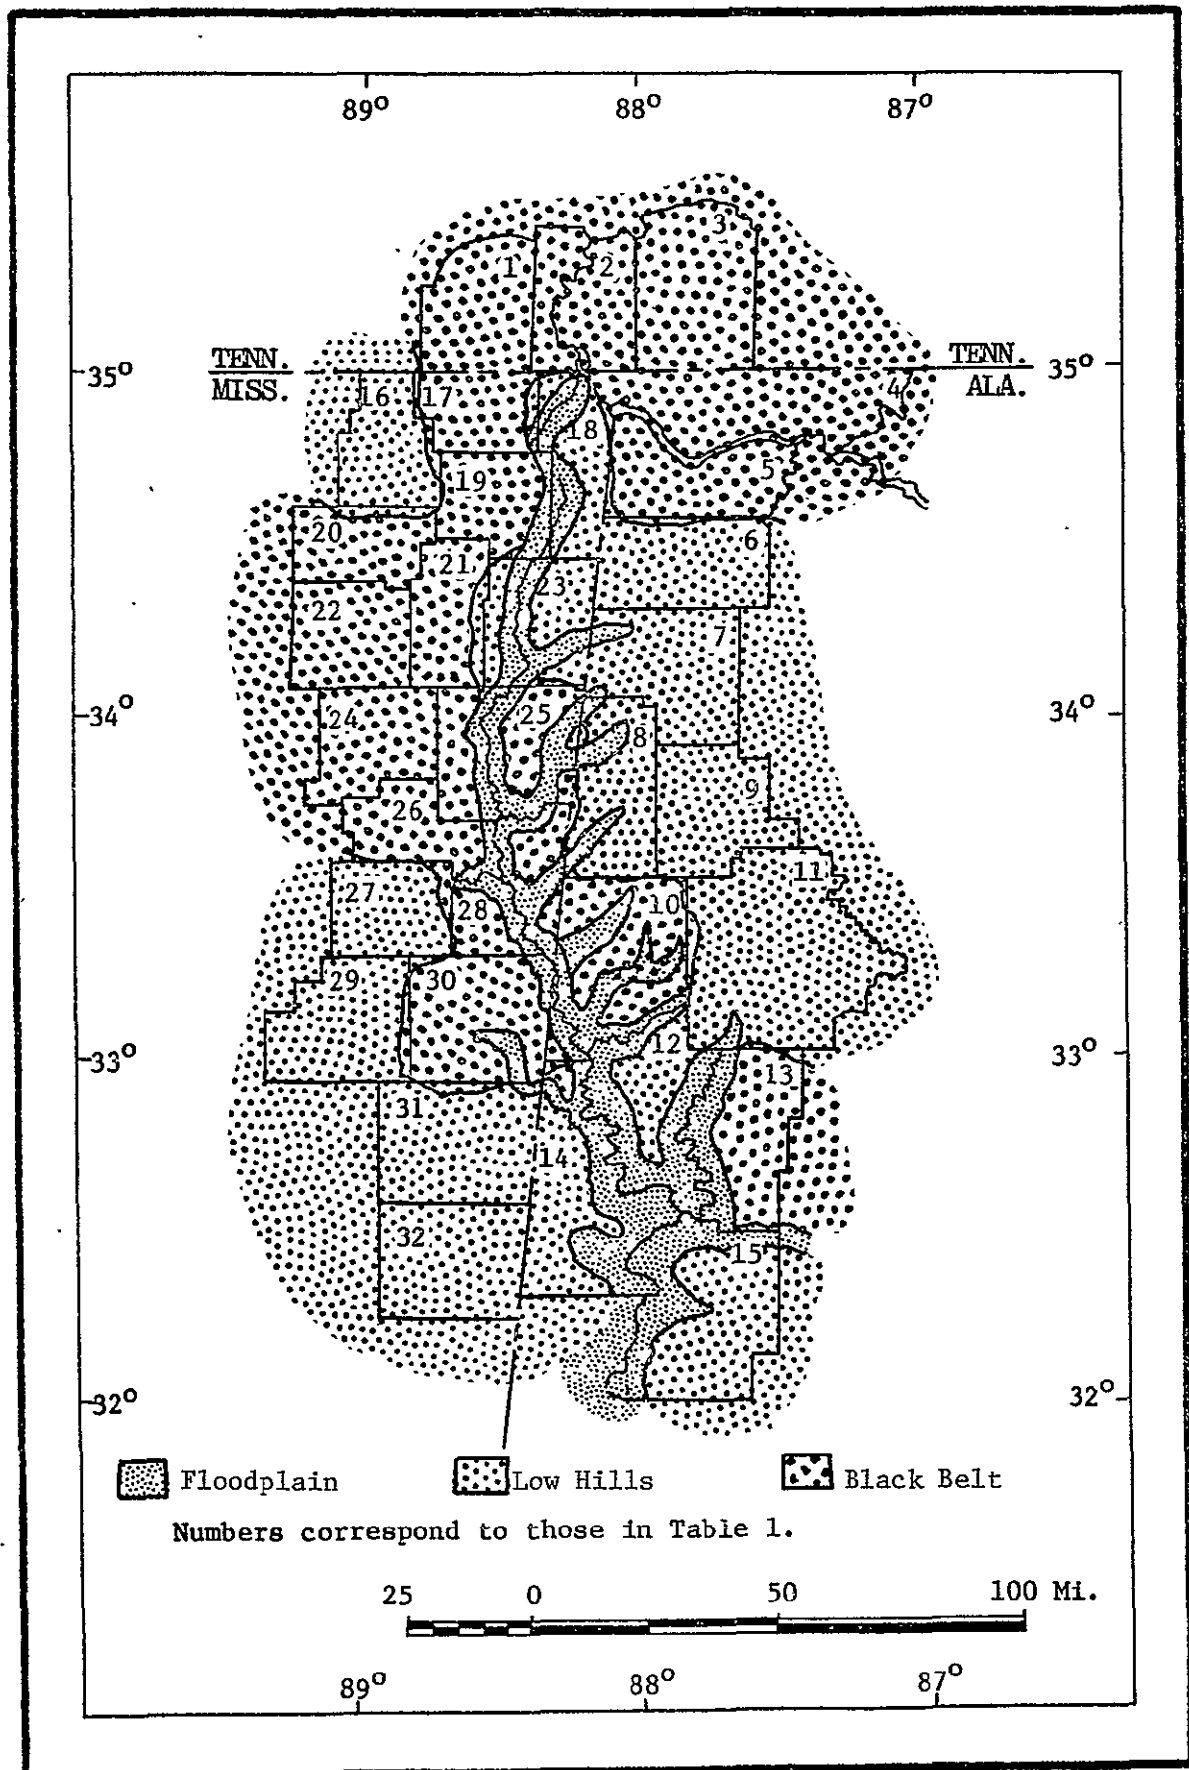 89° 88° 87°
3
1 2
TENN. TENN.
35° 35°
MISS. ALA.
16 17 4
18
19 5
20 6
21 23
22 7
34° 34°
24 25 8
26 9
27 11
28 10
29 30
33° 12 33°
13
31
14
32 15
32° 32°
Floodplain Low Hills Black Belt
Numbers correspond to those in Table 1.
25 0 50 100 Mi.
89° 88° 87°